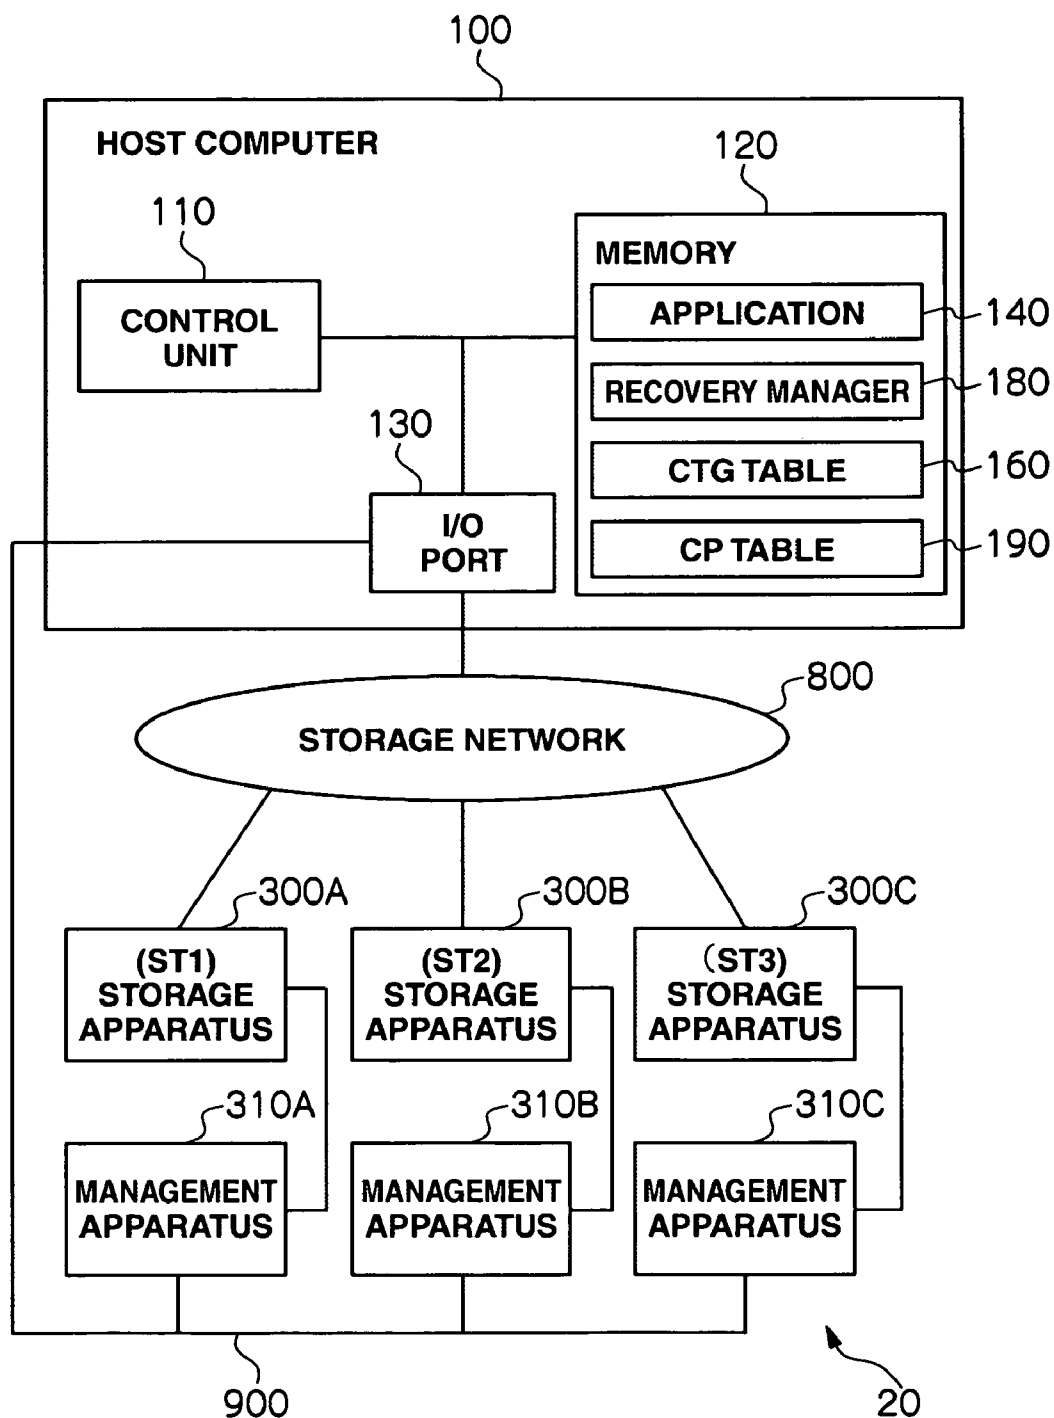 100
HOST COMPUTER
120
110
MEMORY
CONTROL
UNIT
APPLICATION
140
RECOVERY MANAGER
180
130
CTG TABLE
160
I/O
PORT
CP TABLE
190
800
STORAGE NETWORK
300A
300B
300C
(ST1)
STORAGE
APPARATUS
(ST2)
STORAGE
APPARATUS
(ST3)
STORAGE
APPARATUS
310A
310B
310C
MANAGEMENT
APPARATUS
MANAGEMENT
APPARATUS
MANAGEMENT
APPARATUS
900
20